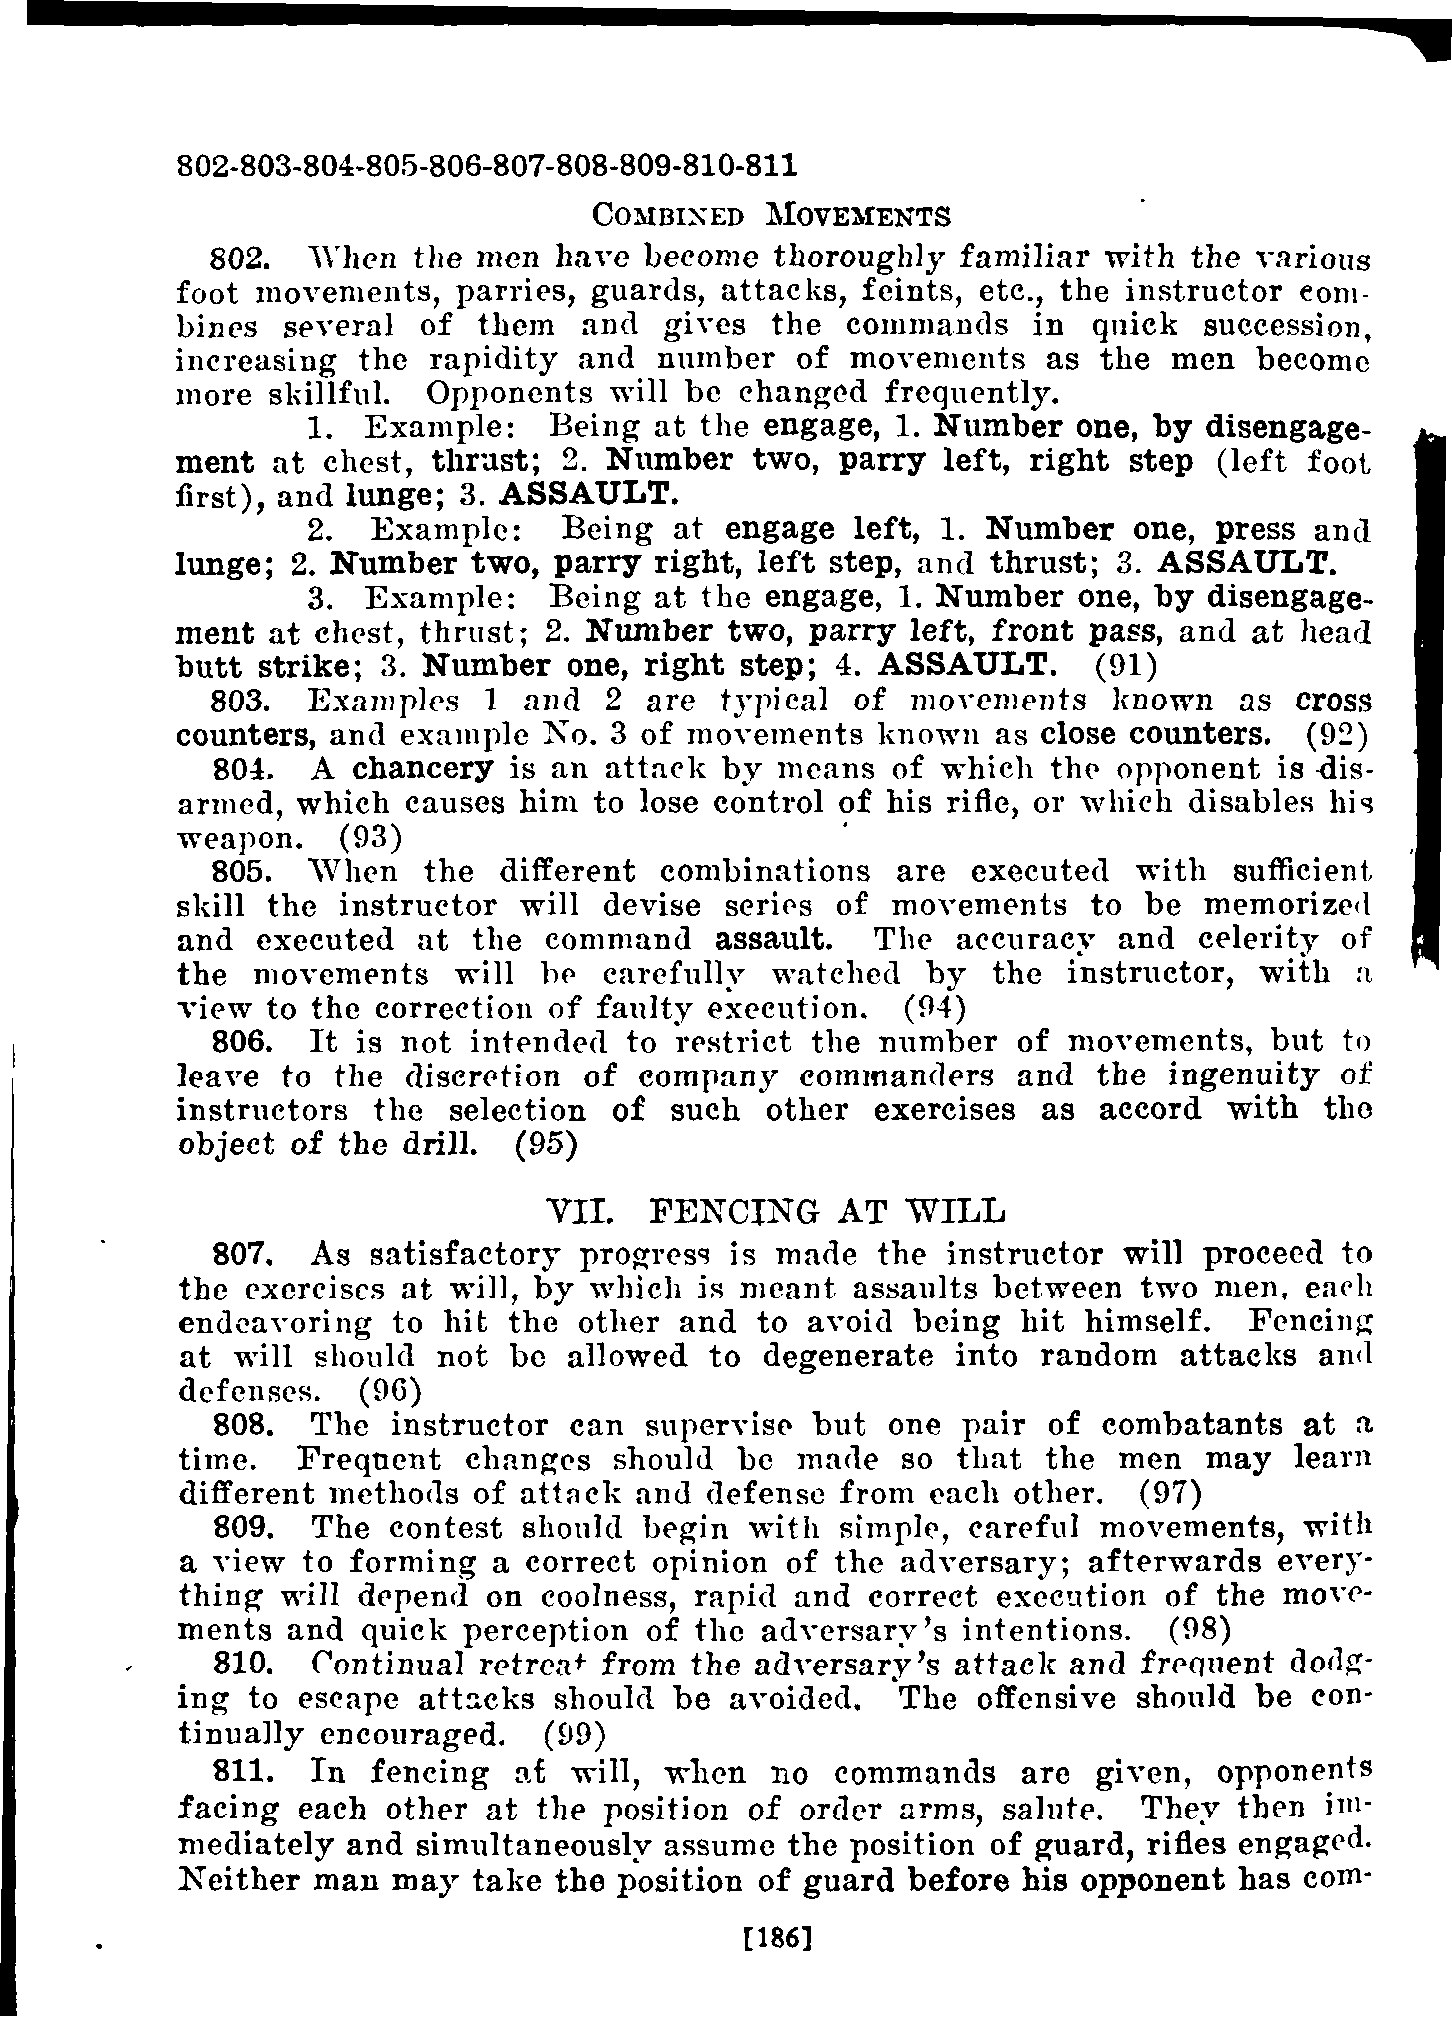 802-803-804-805-806-807-808-809-810-811
COMBINED MOVEMENTS
802. When the men have become thoroughly familiar with the various
foot movements, parries, guards, attacks, feints, etc., the instructor com-
bines several of them and gives the commands in quick succession,
increasing the rapidity and number of movements as the men become
more skillful. Opponents will be changed frequently.
1. Example: Being at the engage, 1. Number one, by disengage-
ment at chest, thrust; 2. Number two, parry left, right step (left foot
first), and lunge; 3. ASSAULT.
2. Example: Being at engage left, 1. Number one, press and
lunge; 2. Number two, parry right, left step, and thrust; 3. ASSAULT.
3. Example: Being at the engage, 1. Number one, by disengage-
ment at chest, thrust; 2. Number two, parry left, front pass, and at head
butt strike; 3. Number one, right step; 4. ASSAULT. (91)
803. Examples 1 and 2 are typical of movements known as cross
counters, and example No. 3 of movements known as close counters. (92)
804. A chancery is an attack by means of which the opponent is dis-
armed, which causes him to lose control of his rifle, or which disables his
weapon. (93)
805. When the different combinations are executed with sufficient
skill the instructor will devise series of movements to be memorized
and executed at the command assault. The accuracy and celerity of
the movements will be carefully watched by the instructor, with a
view to the correction of faulty execution. (94)
806. It is not intended to restrict the number of movements, but to
leave to the discretion of company commanders and the ingenuity of
instructors the selection of such other exercises as accord with the
object of the drill. (95)
VII. FENCING AT WILL
807. As satisfactory progress is made the instructor will proceed to
the exercises at will, by which is meant assaults between two men, each
endeavoring to hit the other and to avoid being hit himself. Fencing
at will should not be allowed to degenerate into random attacks and
defenses. (96)
808. The instructor can supervise but one pair of combatants at a
time. Frequent changes should be made so that the men may learn
different methods of attack and defense from each other. (97)
809. The contest should begin with simple, careful movements, with
a view to forming a correct opinion of the adversary; afterwards every-
thing will depend on coolness, rapid and correct execution of the move-
ments and quick perception of the adversary's intentions. (98)
810. Continual retreat from the adversary's attack and frequent dodg-
ing to escape attacks should be avoided. The offensive should be con-
tinually encouraged. (99)
811. In fencing at will, when no commands are given, opponents
facing each other at the position of order arms, salute. They then im-
mediately and simultaneously assume the position of guard, rifles engaged.
Neither man may take the position of guard before his opponent has com-
[186]